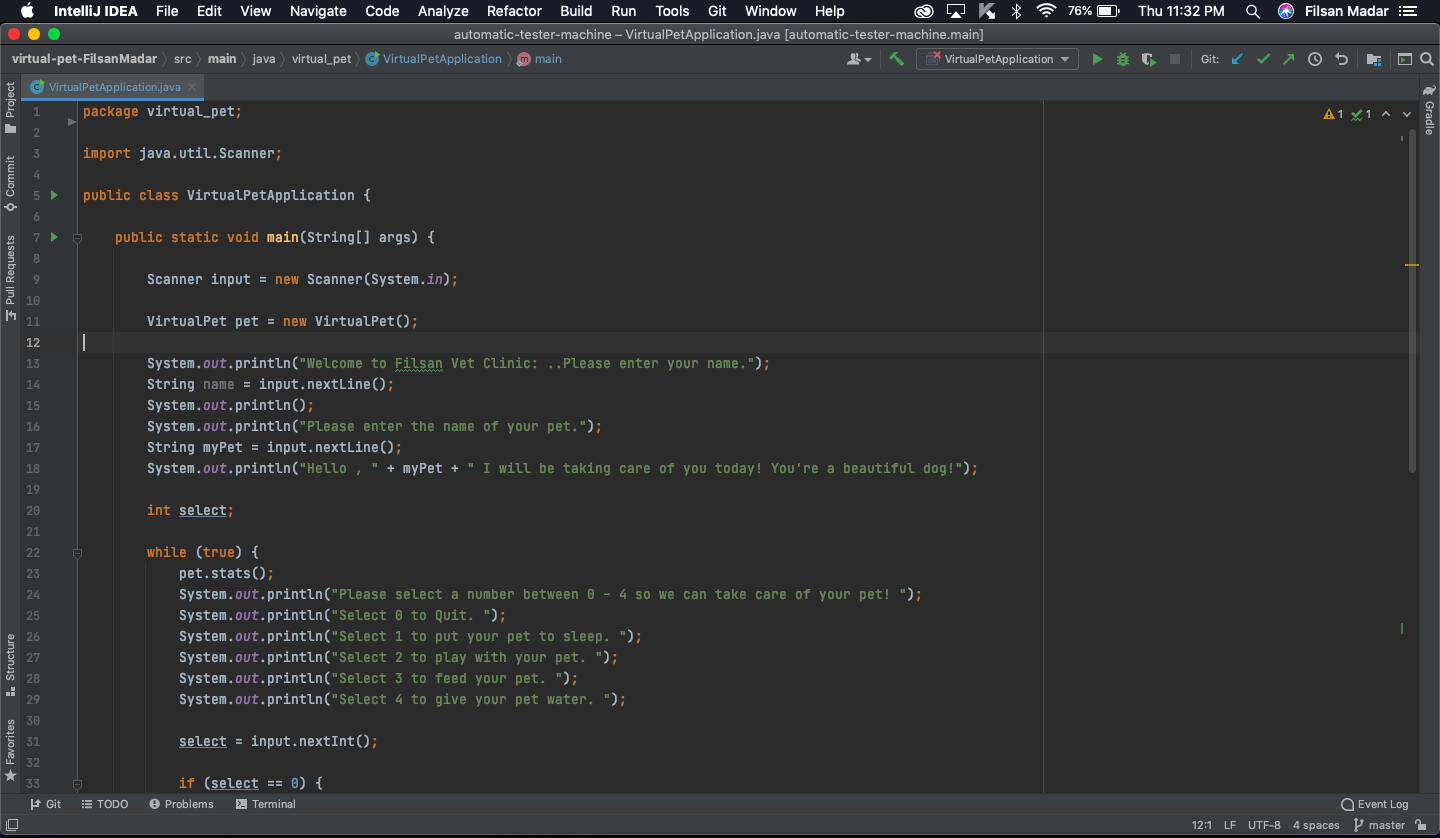 IntelliJ IDEA File Edit View Navigate Code Analyze Refactor Build Run Tools Git Window Help 76% Thu 11:32 PM Filsan Madar
automatic-tester-machine – VirtualPetApplication.java [automatic-tester-machine.main]
virtual-pet-FilsanMadar src main java virtual_pet VirtualPetApplication main VirtualPetApplication Git:
VirtualPetApplication.java
Project
Commit
Pull Requests
Structure
Favorites
Gradle
1 1
1 package virtual_pet;
2
3 import java.util.Scanner;
4
5 public class VirtualPetApplication {
6
7 public static void main(String[] args) {
8
9 Scanner input = new Scanner(System.in);
10
11 VirtualPet pet = new VirtualPet();
12
13 System.out.println("Welcome to Filsan Vet Clinic: ..Please enter your name.");
14 String name = input.nextLine();
15 System.out.println();
16 System.out.println("Please enter the name of your pet.");
17 String myPet = input.nextLine();
18 System.out.println("Hello , " + myPet + " I will be taking care of you today! You're a beautiful dog!");
19
20 int select;
21
22 while (true) {
23 pet.stats();
24 System.out.println("Please select a number between 0 - 4 so we can take care of your pet! ");
25 System.out.println("Select 0 to Quit. ");
26 System.out.println("Select 1 to put your pet to sleep. ");
27 System.out.println("Select 2 to play with your pet. ");
28 System.out.println("Select 3 to feed your pet. ");
29 System.out.println("Select 4 to give your pet water. ");
30
31 select = input.nextInt();
32
33 if (select == 0) {
Git TODO Problems Terminal Event Log
12:1 LF UTF-8 4 spaces master